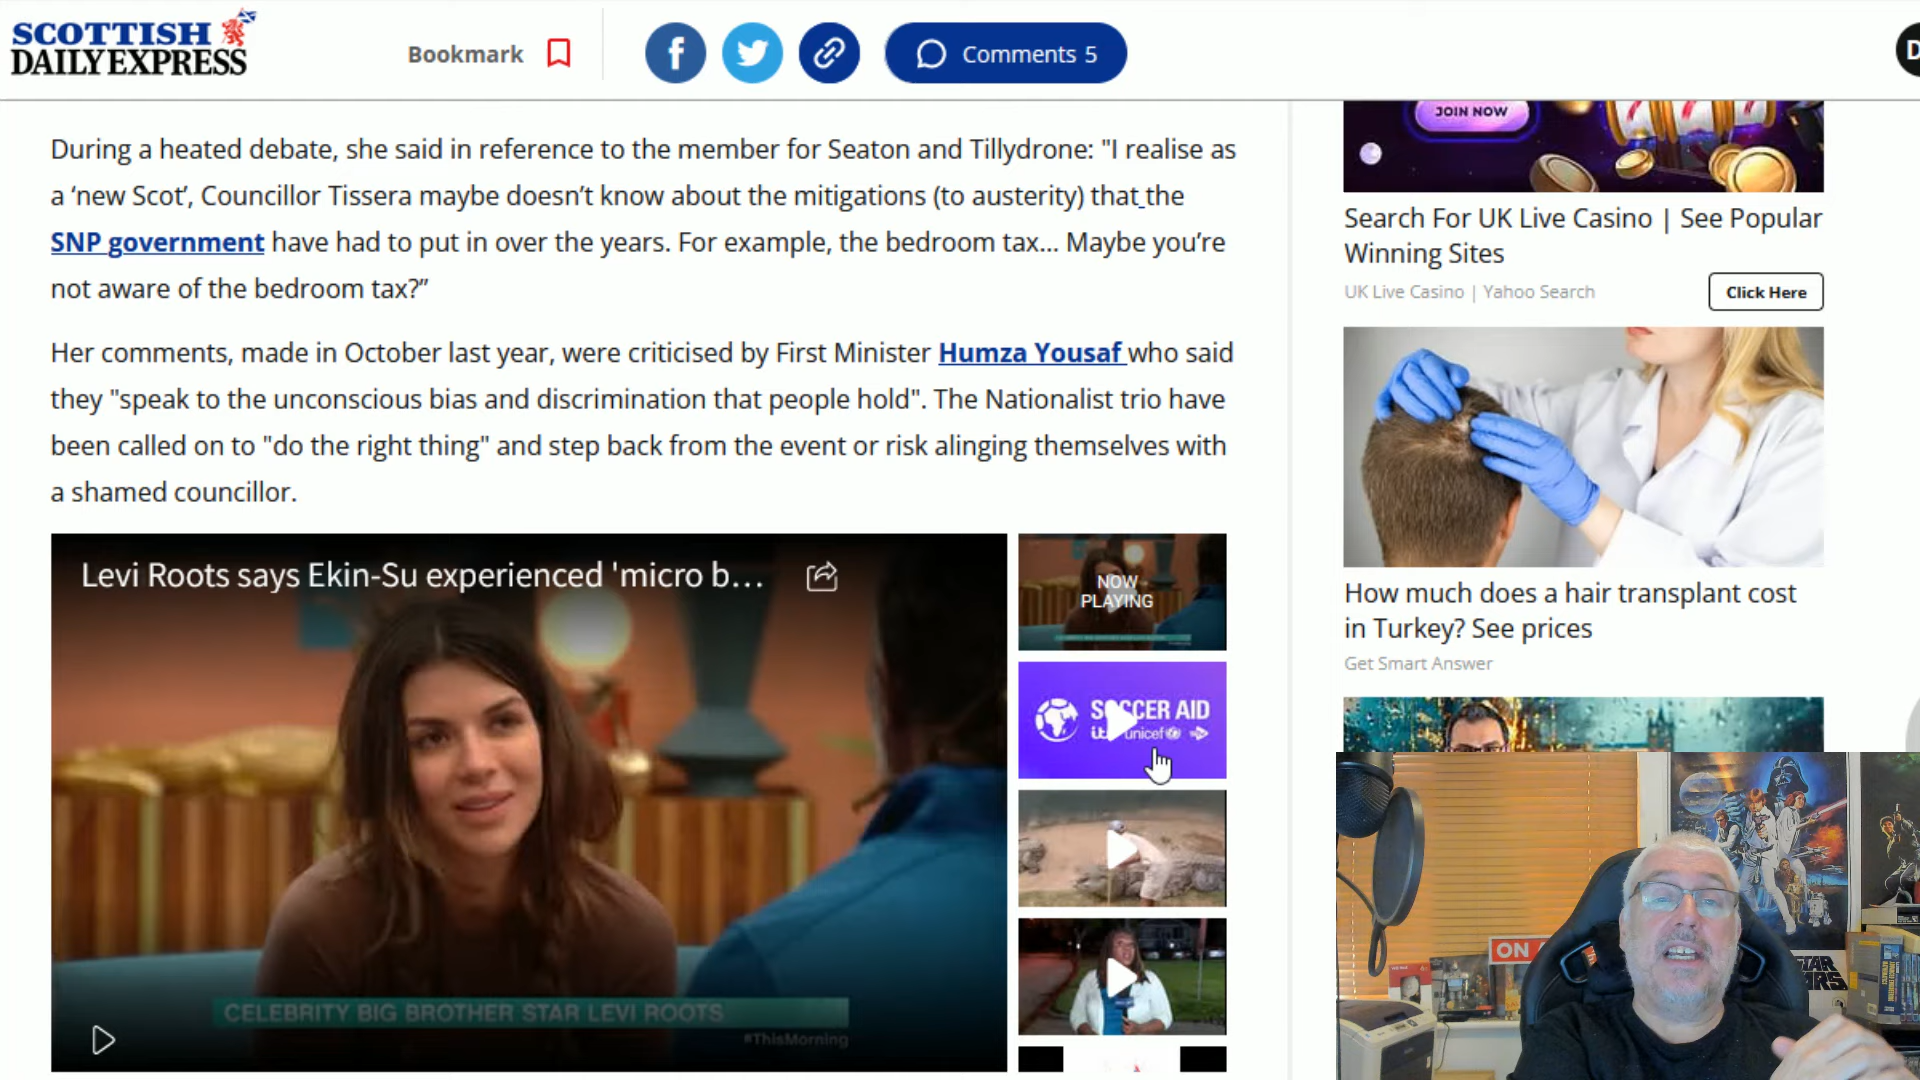 SCOTTISH
DAILY EXPRESS
Bookmark
Comments 5
D
During a heated debate, she said in reference to the member for Seaton and Tillydrone: "I realise as
a ‘new Scot’, Councillor Tissera maybe doesn’t know about the mitigations (to austerity) that the
SNP government have had to put in over the years. For example, the bedroom tax... Maybe you’re
not aware of the bedroom tax?”
Her comments, made in October last year, were criticised by First Minister Humza Yousaf who said
they "speak to the unconscious bias and discrimination that people hold". The Nationalist trio have
been called on to "do the right thing" and step back from the event or risk alinging themselves with
a shamed councillor.
Levi Roots says Ekin-Su experienced 'micro b...
CELEBRITY BIG BROTHER STAR LEVI ROOTS
#ThisMorning
NOW
PLAYING
SOCCER AID
unicef
JOIN NOW
Search For UK Live Casino | See Popular
Winning Sites
UK Live Casino | Yahoo Search
Click Here
How much does a hair transplant cost
in Turkey? See prices
Get Smart Answer
ON
STAR
WARS